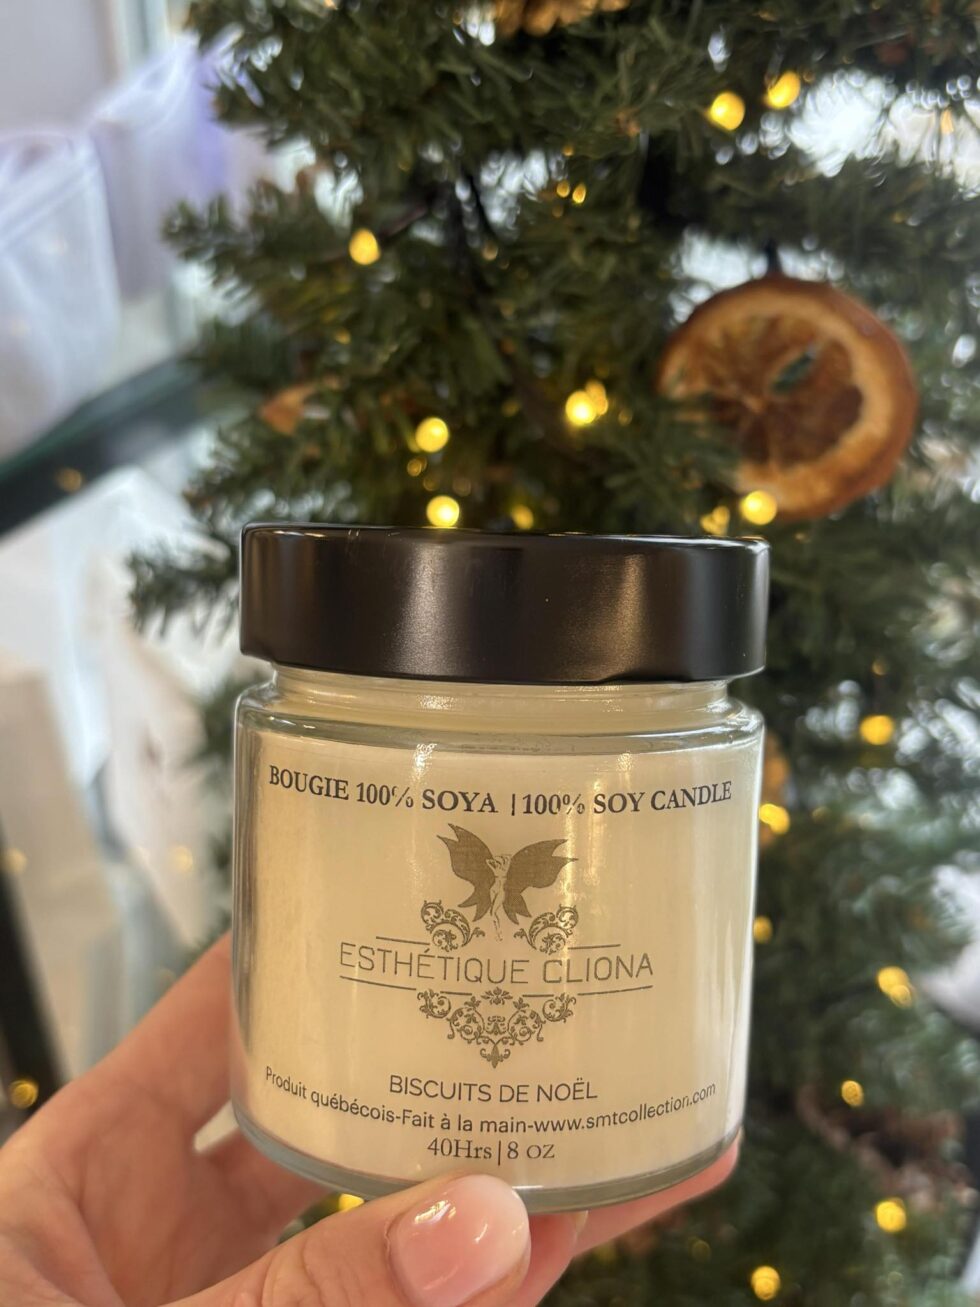 BOUGIE 100% SOYA | 100% SOY CANDLE
ESTHÉTIQUE CLIONA
BISCUITS DE NOËL
Produit québécois-Fait à la main-www.smtcollection.com
40Hrs | 8 OZ